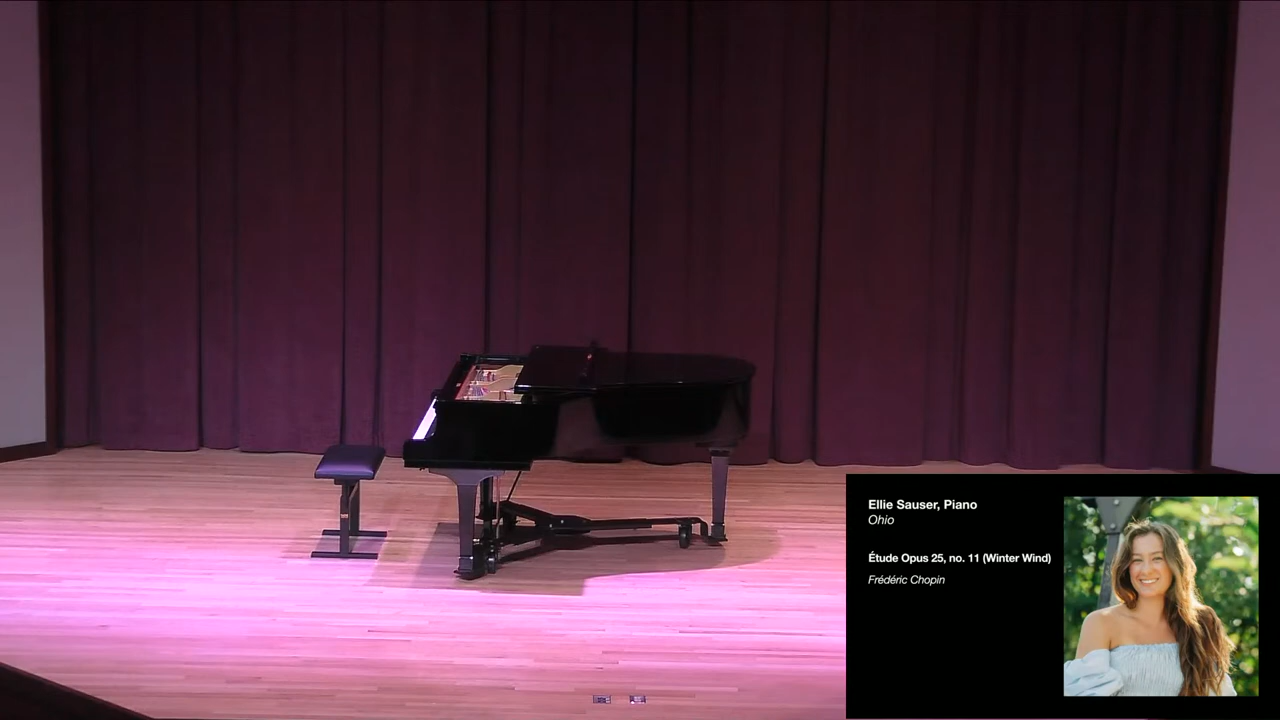 Ellie Sauser, Piano
Ohio
Étude Opus 25, no. 11 (Winter Wind)
Frédéric Chopin